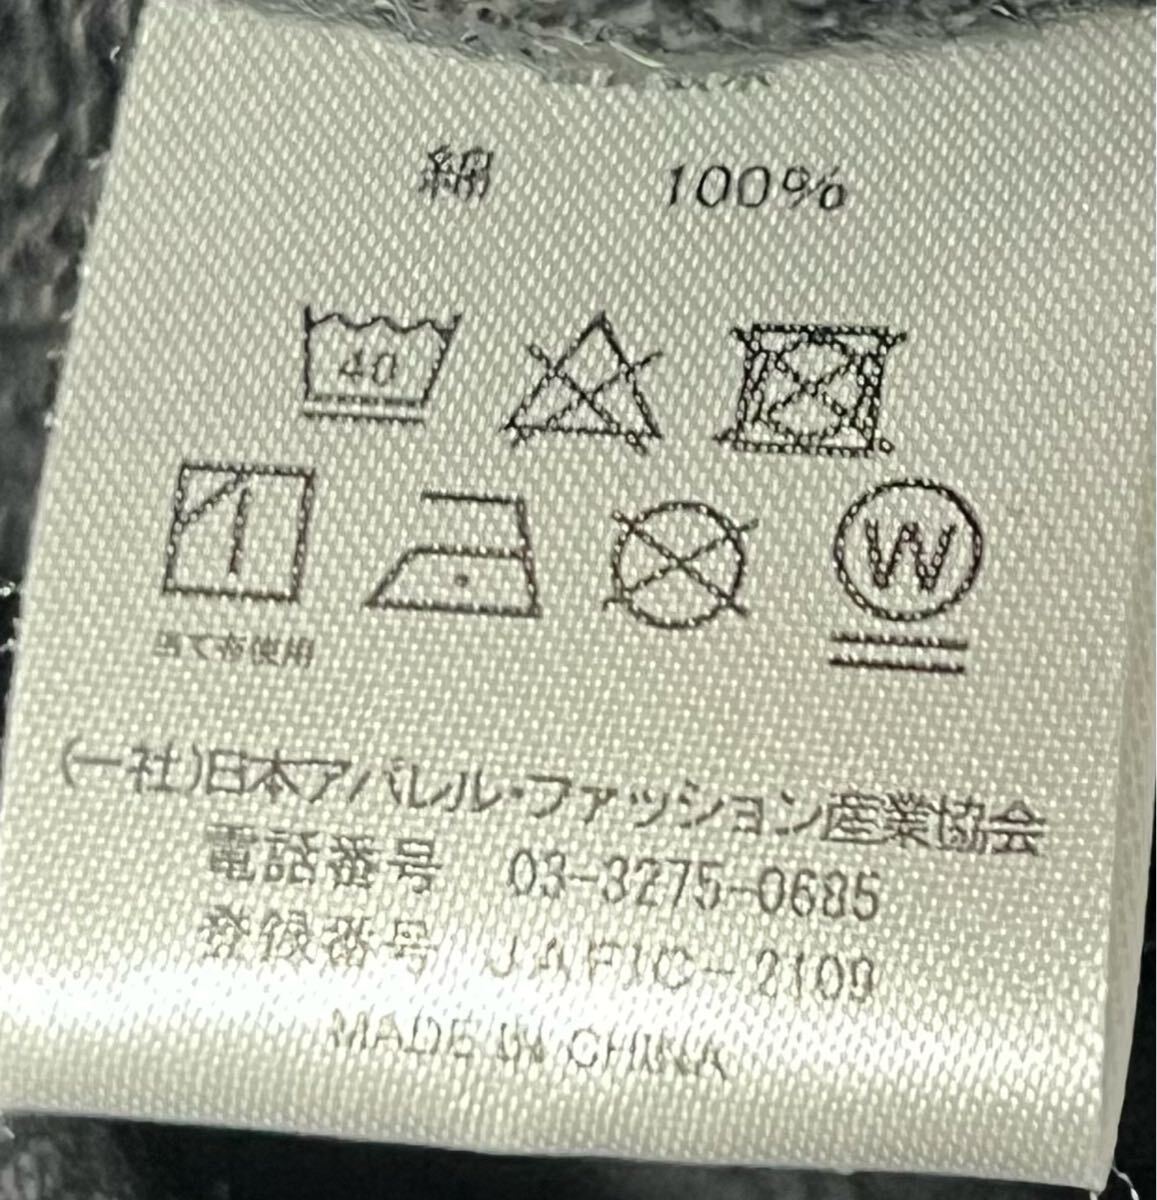 綿 100%
40
当て布使用
W
(一社)日本アパレル・ファッション産業協会
電話番号 03-3275-0685
登録番号 JAFIC-2109
MADE IN CHINA